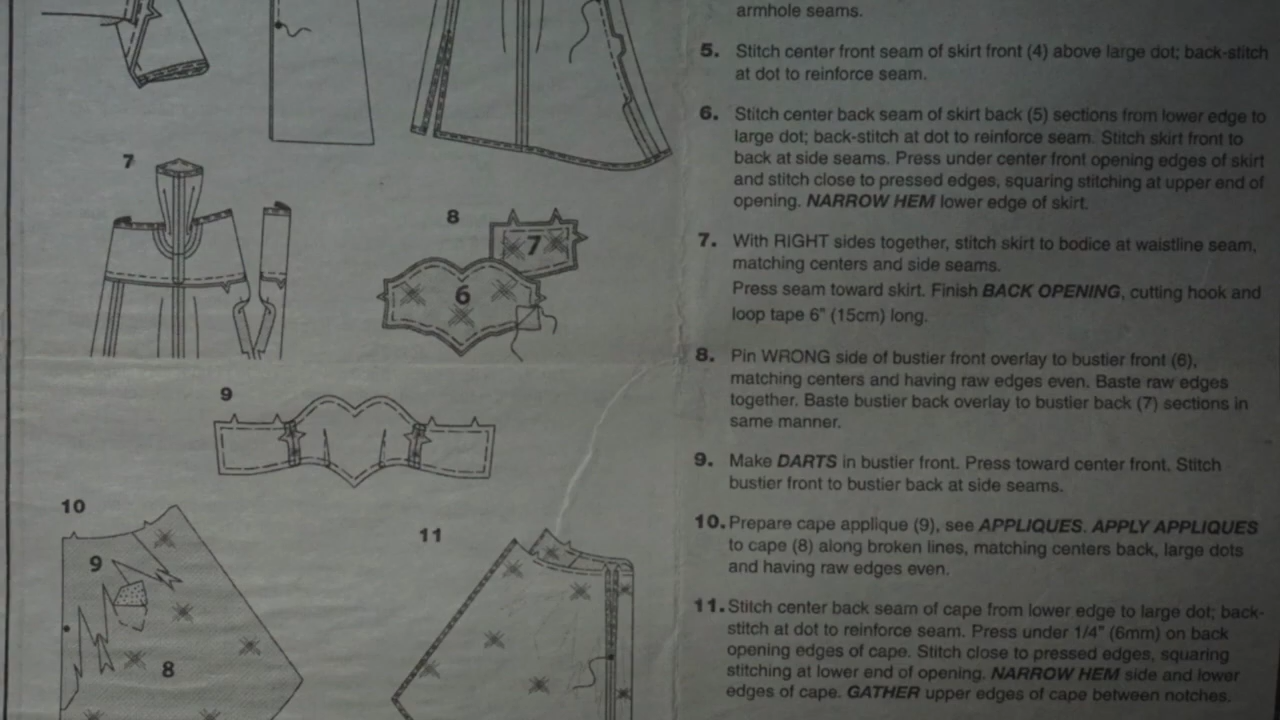 armhole seams.
5. Stitch center front seam of skirt front (4) above large dot; back-stitch
at dot to reinforce seam.
6. Stitch center back seam of skirt back (5) sections from lower edge to
large dot; back-stitch at dot to reinforce seam. Stitch skirt front to
back at side seams. Press under center front opening edges of skirt
and stitch close to pressed edges, squaring stitching at upper end of
opening. NARROW HEM lower edge of skirt.
7. With RIGHT sides together, stitch skirt to bodice at waistline seam,
matching centers and side seams.
Press seam toward skirt. Finish BACK OPENING, cutting hook and
loop tape 6" (15cm) long.
8. Pin WRONG side of bustier front overlay to bustier front (6),
matching centers and having raw edges even. Baste raw edges
together. Baste bustier back overlay to bustier back (7) sections in
same manner.
9. Make DARTS in bustier front. Press toward center front. Stitch
bustier front to bustier back at side seams.
10. Prepare cape applique (9), see APPLIQUES. APPLY APPLIQUES
to cape (8) along broken lines, matching centers back, large dots
and having raw edges even.
11. Stitch center back seam of cape from lower edge to large dot; back-
stitch at dot to reinforce seam. Press under 1/4" (6mm) on back
opening edges of cape. Stitch close to pressed edges, squaring
stitching at lower end of opening. NARROW HEM side and lower
edges of cape. GATHER upper edges of cape between notches.
7
8
7
6
9
10
9
8
11